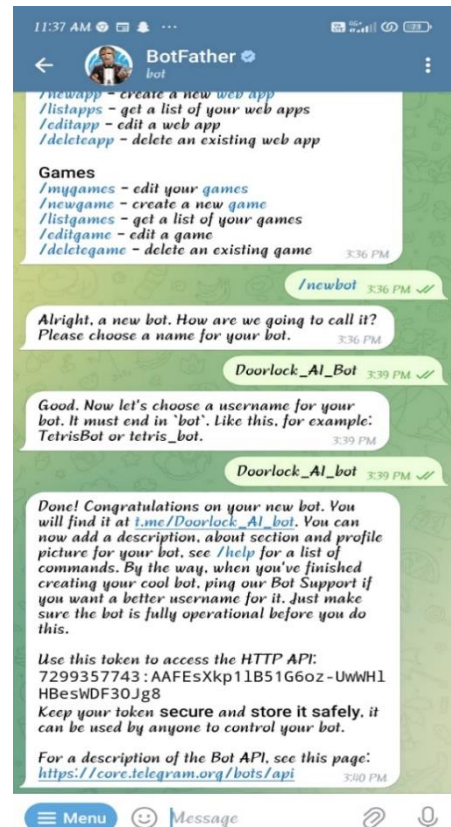 11:37 AM
BotFather
bot
/newapp – create a new web app
/listapps – get a list of your web apps
/editapp – edit a web app
/deleteapp – delete an existing web app
Games
/mygames – edit your games
/newgame – create a new game
/listgames – get a list of your games
/editgame – edit a game
/deletegame – delete an existing game 3:36 PM
/newbot 3:36 PM
Alright, a new bot. How are we going to call it?
Please choose a name for your bot. 3:36 PM
Doorlock_AI_Bot 3:39 PM
Good. Now let's choose a username for your
bot. It must end in `bot`. Like this, for example:
TetrisBot or tetris_bot. 3:39 PM
Doorlock_AI_bot 3:39 PM
Done! Congratulations on your new bot. You
will find it at t.me/Doorlock_AI_bot. You can
now add a description, about section and profile
picture for your bot, see /help for a list of
commands. By the way, when you've finished
creating your cool bot, ping our Bot Support if
you want a better username for it. Just make
sure the bot is fully operational before you do
this.
Use this token to access the HTTP API:
7299357743:AAFEsXkp1lB51G6oz-UwWHl
HBesWDF3OJg8
Keep your token secure and store it safely, it
can be used by anyone to control your bot.
For a description of the Bot API, see this page:
https://core.telegram.org/bots/api 3:40 PM
Menu Message